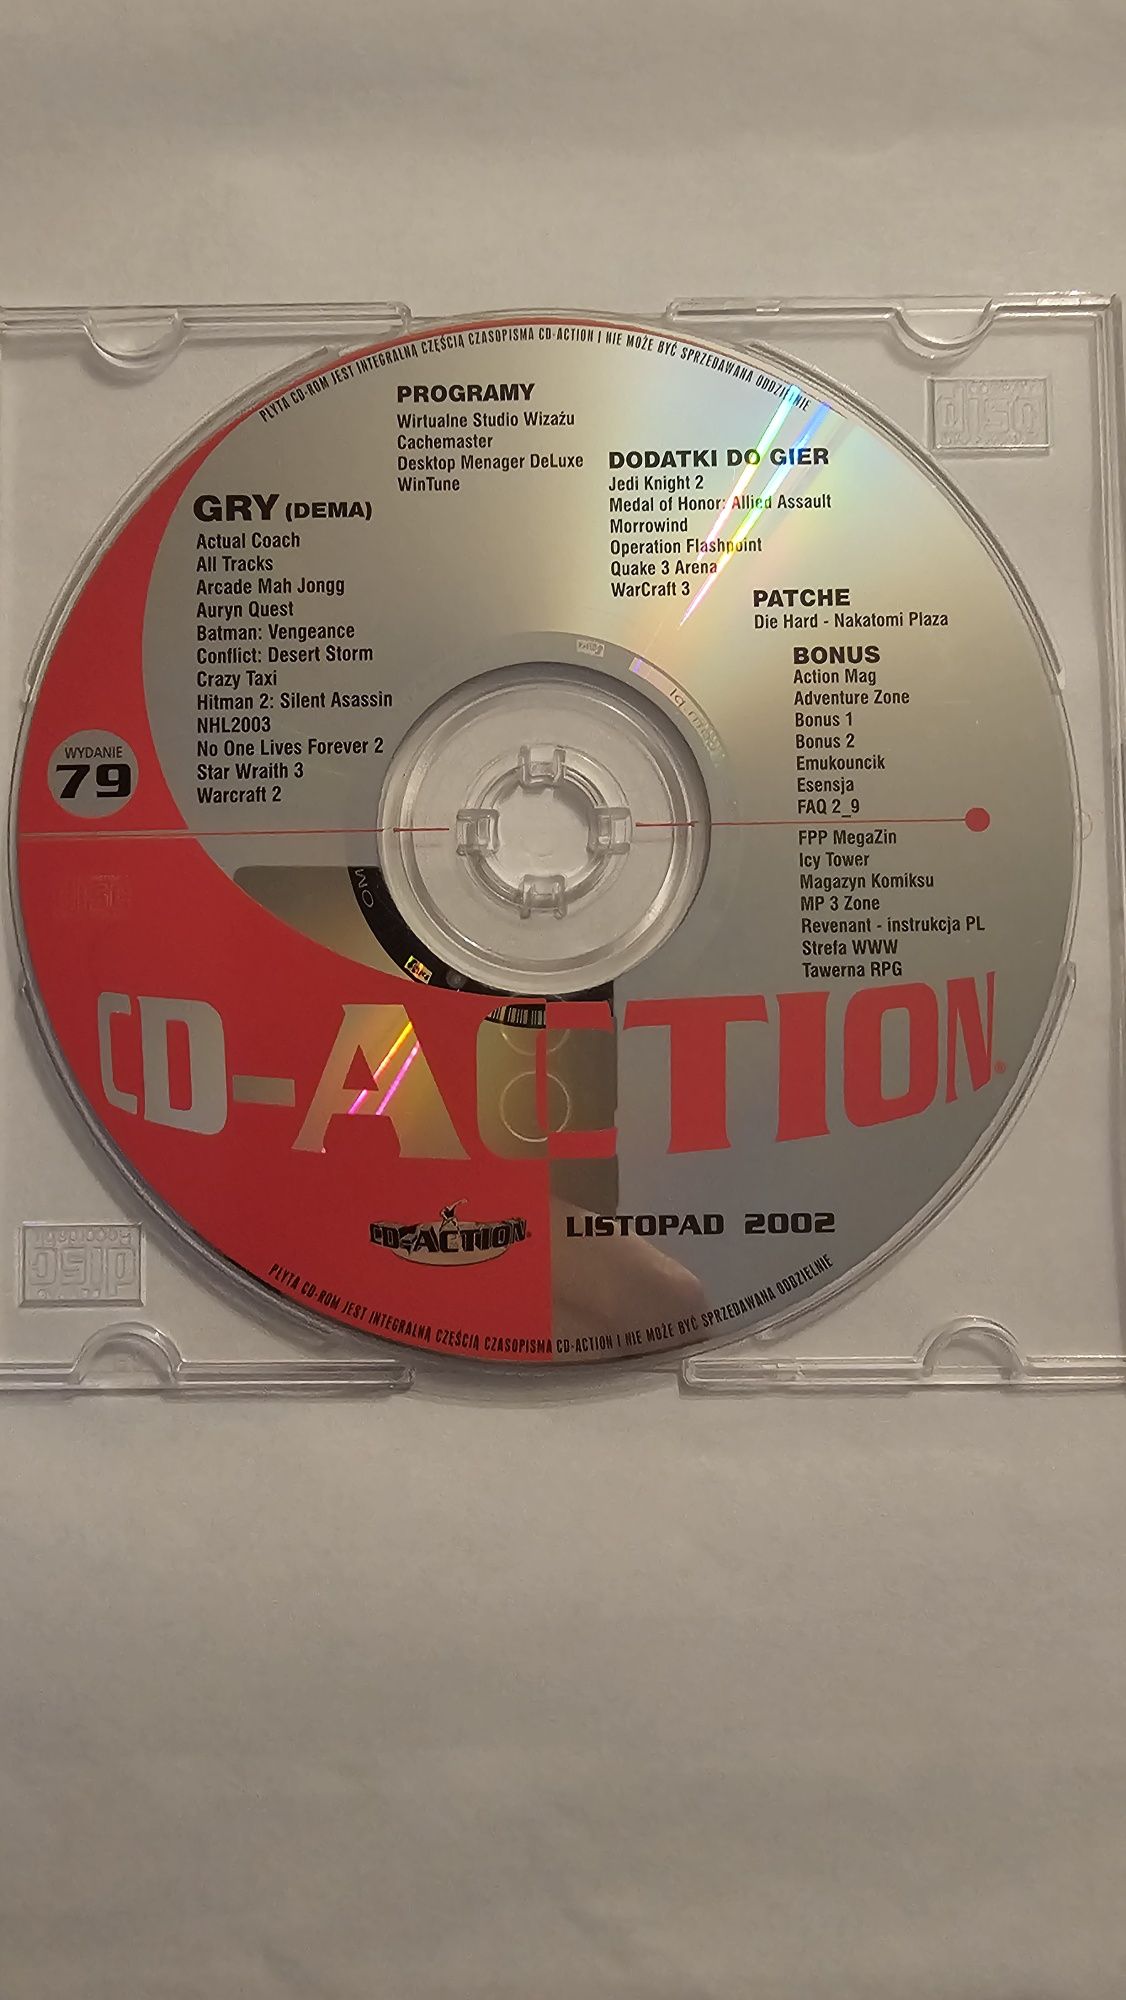 PŁYTA CD-ROM JEST INTEGRALNĄ CZĘŚCIĄ CZASOPISMA CD-ACTION I NIE MOŻE BYĆ SPRZEDAWANA ODDZIELNIE
PROGRAMY
Wirtualne Studio Wizażu
Cachemaster
Desktop Menager DeLuxe
WinTune
DODATKI DO GIER
Jedi Knight 2
Medal of Honor: Allied Assault
Morrowind
Operation Flashpoint
Quake 3 Arena
WarCraft 3
GRY (DEMA)
Actual Coach
All Tracks
Arcade Mah Jongg
Auryn Quest
Batman: Vengeance
Conflict: Desert Storm
Crazy Taxi
Hitman 2: Silent Asassin
NHL2003
No One Lives Forever 2
Star Wraith 3
Warcraft 2
PATCHE
Die Hard - Nakatomi Plaza
BONUS
Action Mag
Adventure Zone
Bonus 1
Bonus 2
Emukouncik
Esensja
FAQ 2_9
FPP MegaZin
Icy Tower
Magazyn Komiksu
MP 3 Zone
Revenant - instrukcja PL
Strefa WWW
Tawerna RPG
WYDANIE
79
CD-ACTION®
CD-ACTION
LISTOPAD 2002
PŁYTA CD-ROM JEST INTEGRALNĄ CZĘŚCIĄ CZASOPISMA CD-ACTION I NIE MOŻE BYĆ SPRZEDAWANA ODDZIELNIE
disc
disc
disc